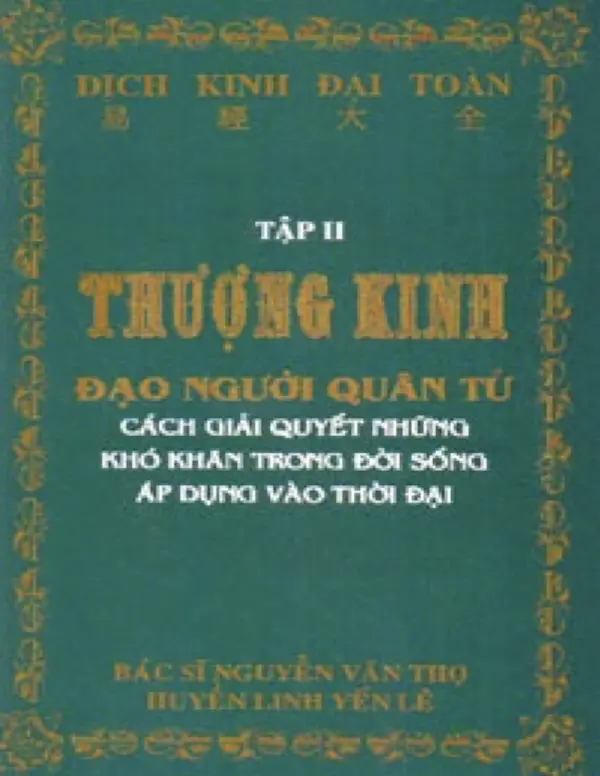 DỊCH KINH ĐẠI TOÀN
易 經 大 全
TẬP II
THƯỢNG KINH
ĐẠO NGƯỜI QUÂN TỬ
CÁCH GIẢI QUYẾT NHỮNG
KHÓ KHĂN TRONG ĐỜI SỐNG
ÁP DỤNG VÀO THỜI ĐẠI
BÁC SĨ NGUYỄN VĂN THỌ
HUYỀN LINH YẾN LÊ